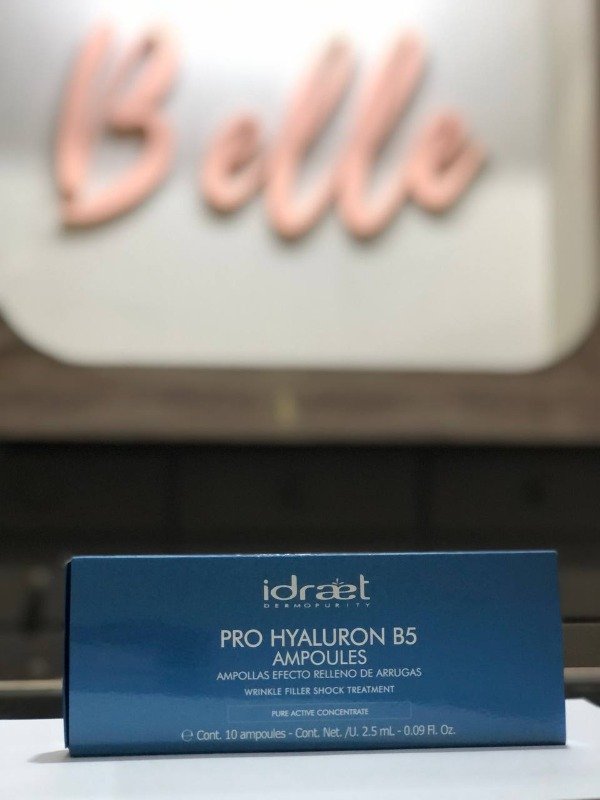 Belle
idraet
DERMOPURITY
PRO HYALURON B5
AMPOULES
AMPOLLAS EFECTO RELLENO DE ARRUGAS
WRINKLE FILLER SHOCK TREATMENT
PURE ACTIVE CONCENTRATE
℮ Cont. 10 ampoules - Cont. Net. /U. 2.5 mL - 0.09 Fl. Oz.